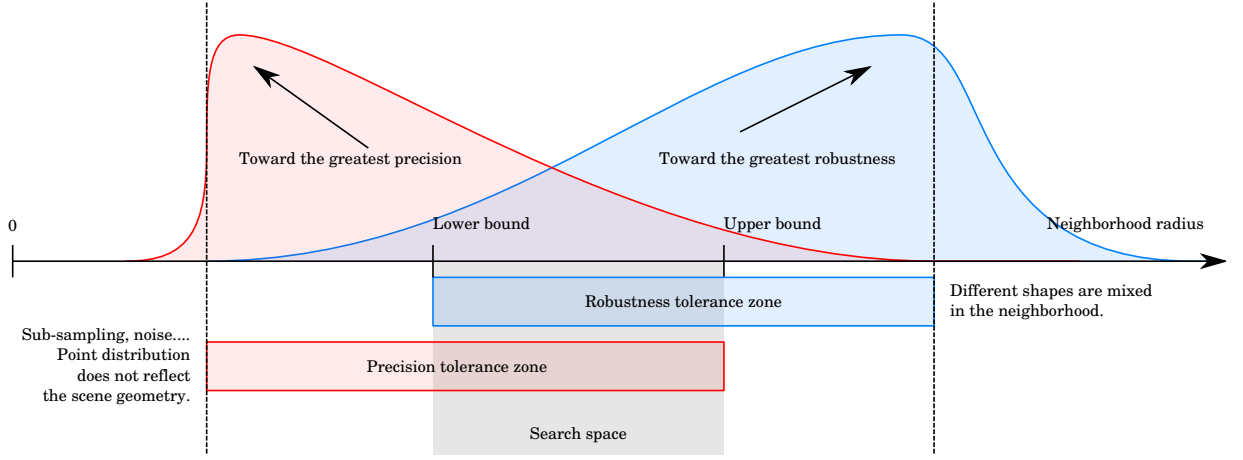 Toward the greatest precision
Toward the greatest robustness
0
Lower bound
Upper bound
Neighborhood radius
Robustness tolerance zone
Different shapes are mixed
in the neighborhood.
Sub-sampling, noise....
Point distribution
does not reflect
the scene geometry.
Precision tolerance zone
Search space